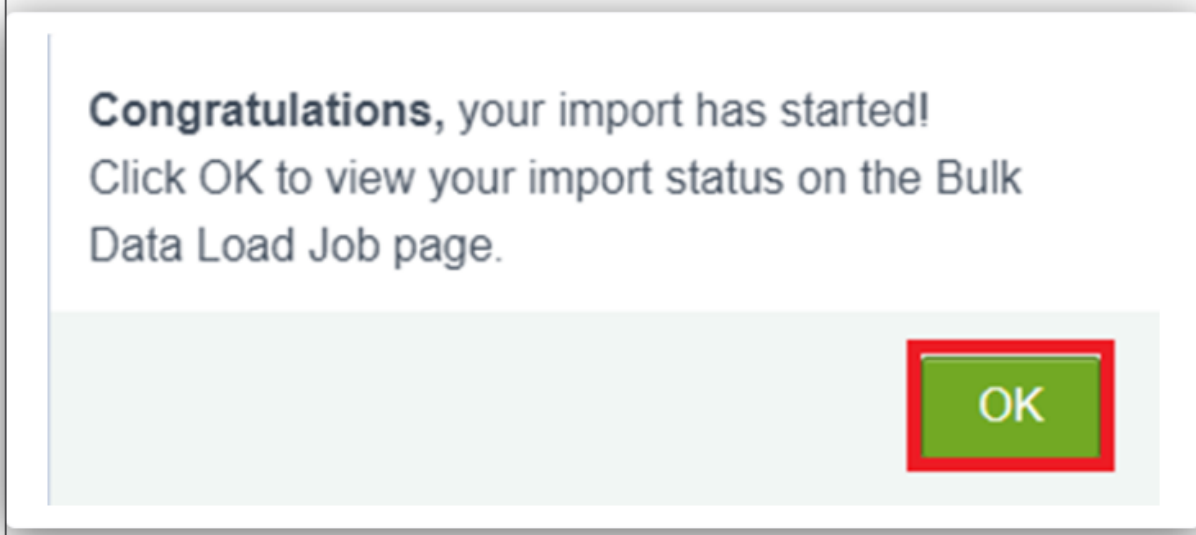 Congratulations, your import has started!
Click OK to view your import status on the Bulk
Data Load Job page.
OK